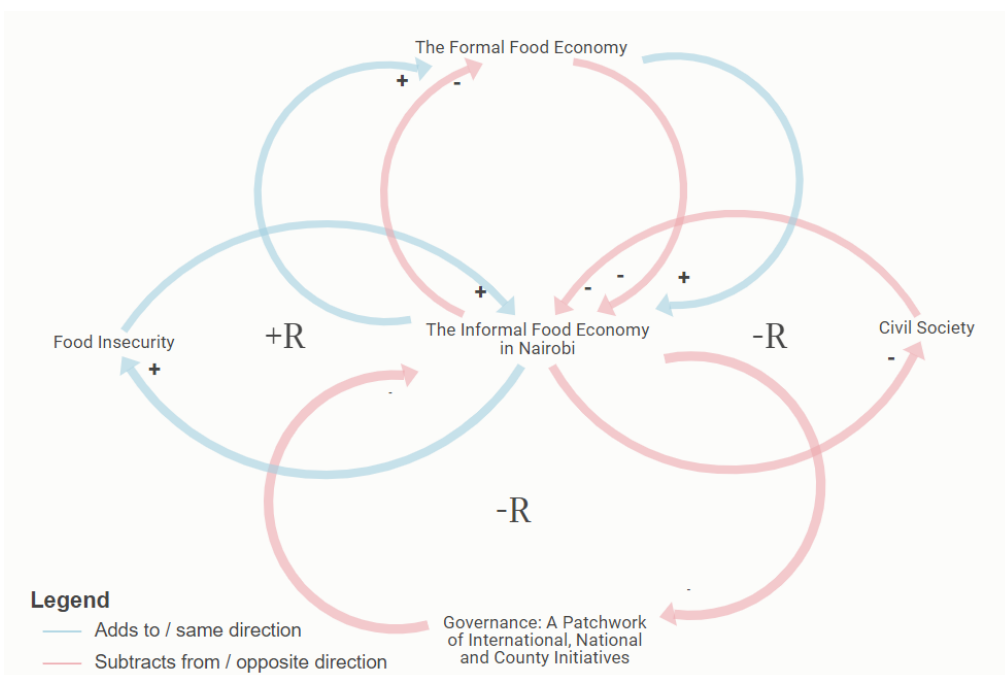 The Formal Food Economy
+
-
-
-
+
+
The Informal Food Economy
in Nairobi
Food Insecurity
+R
-R
Civil Society
+
-
-
-R
-
Governance: A Patchwork
of International, National
and County Initiatives
Legend
Adds to / same direction
Subtracts from / opposite direction